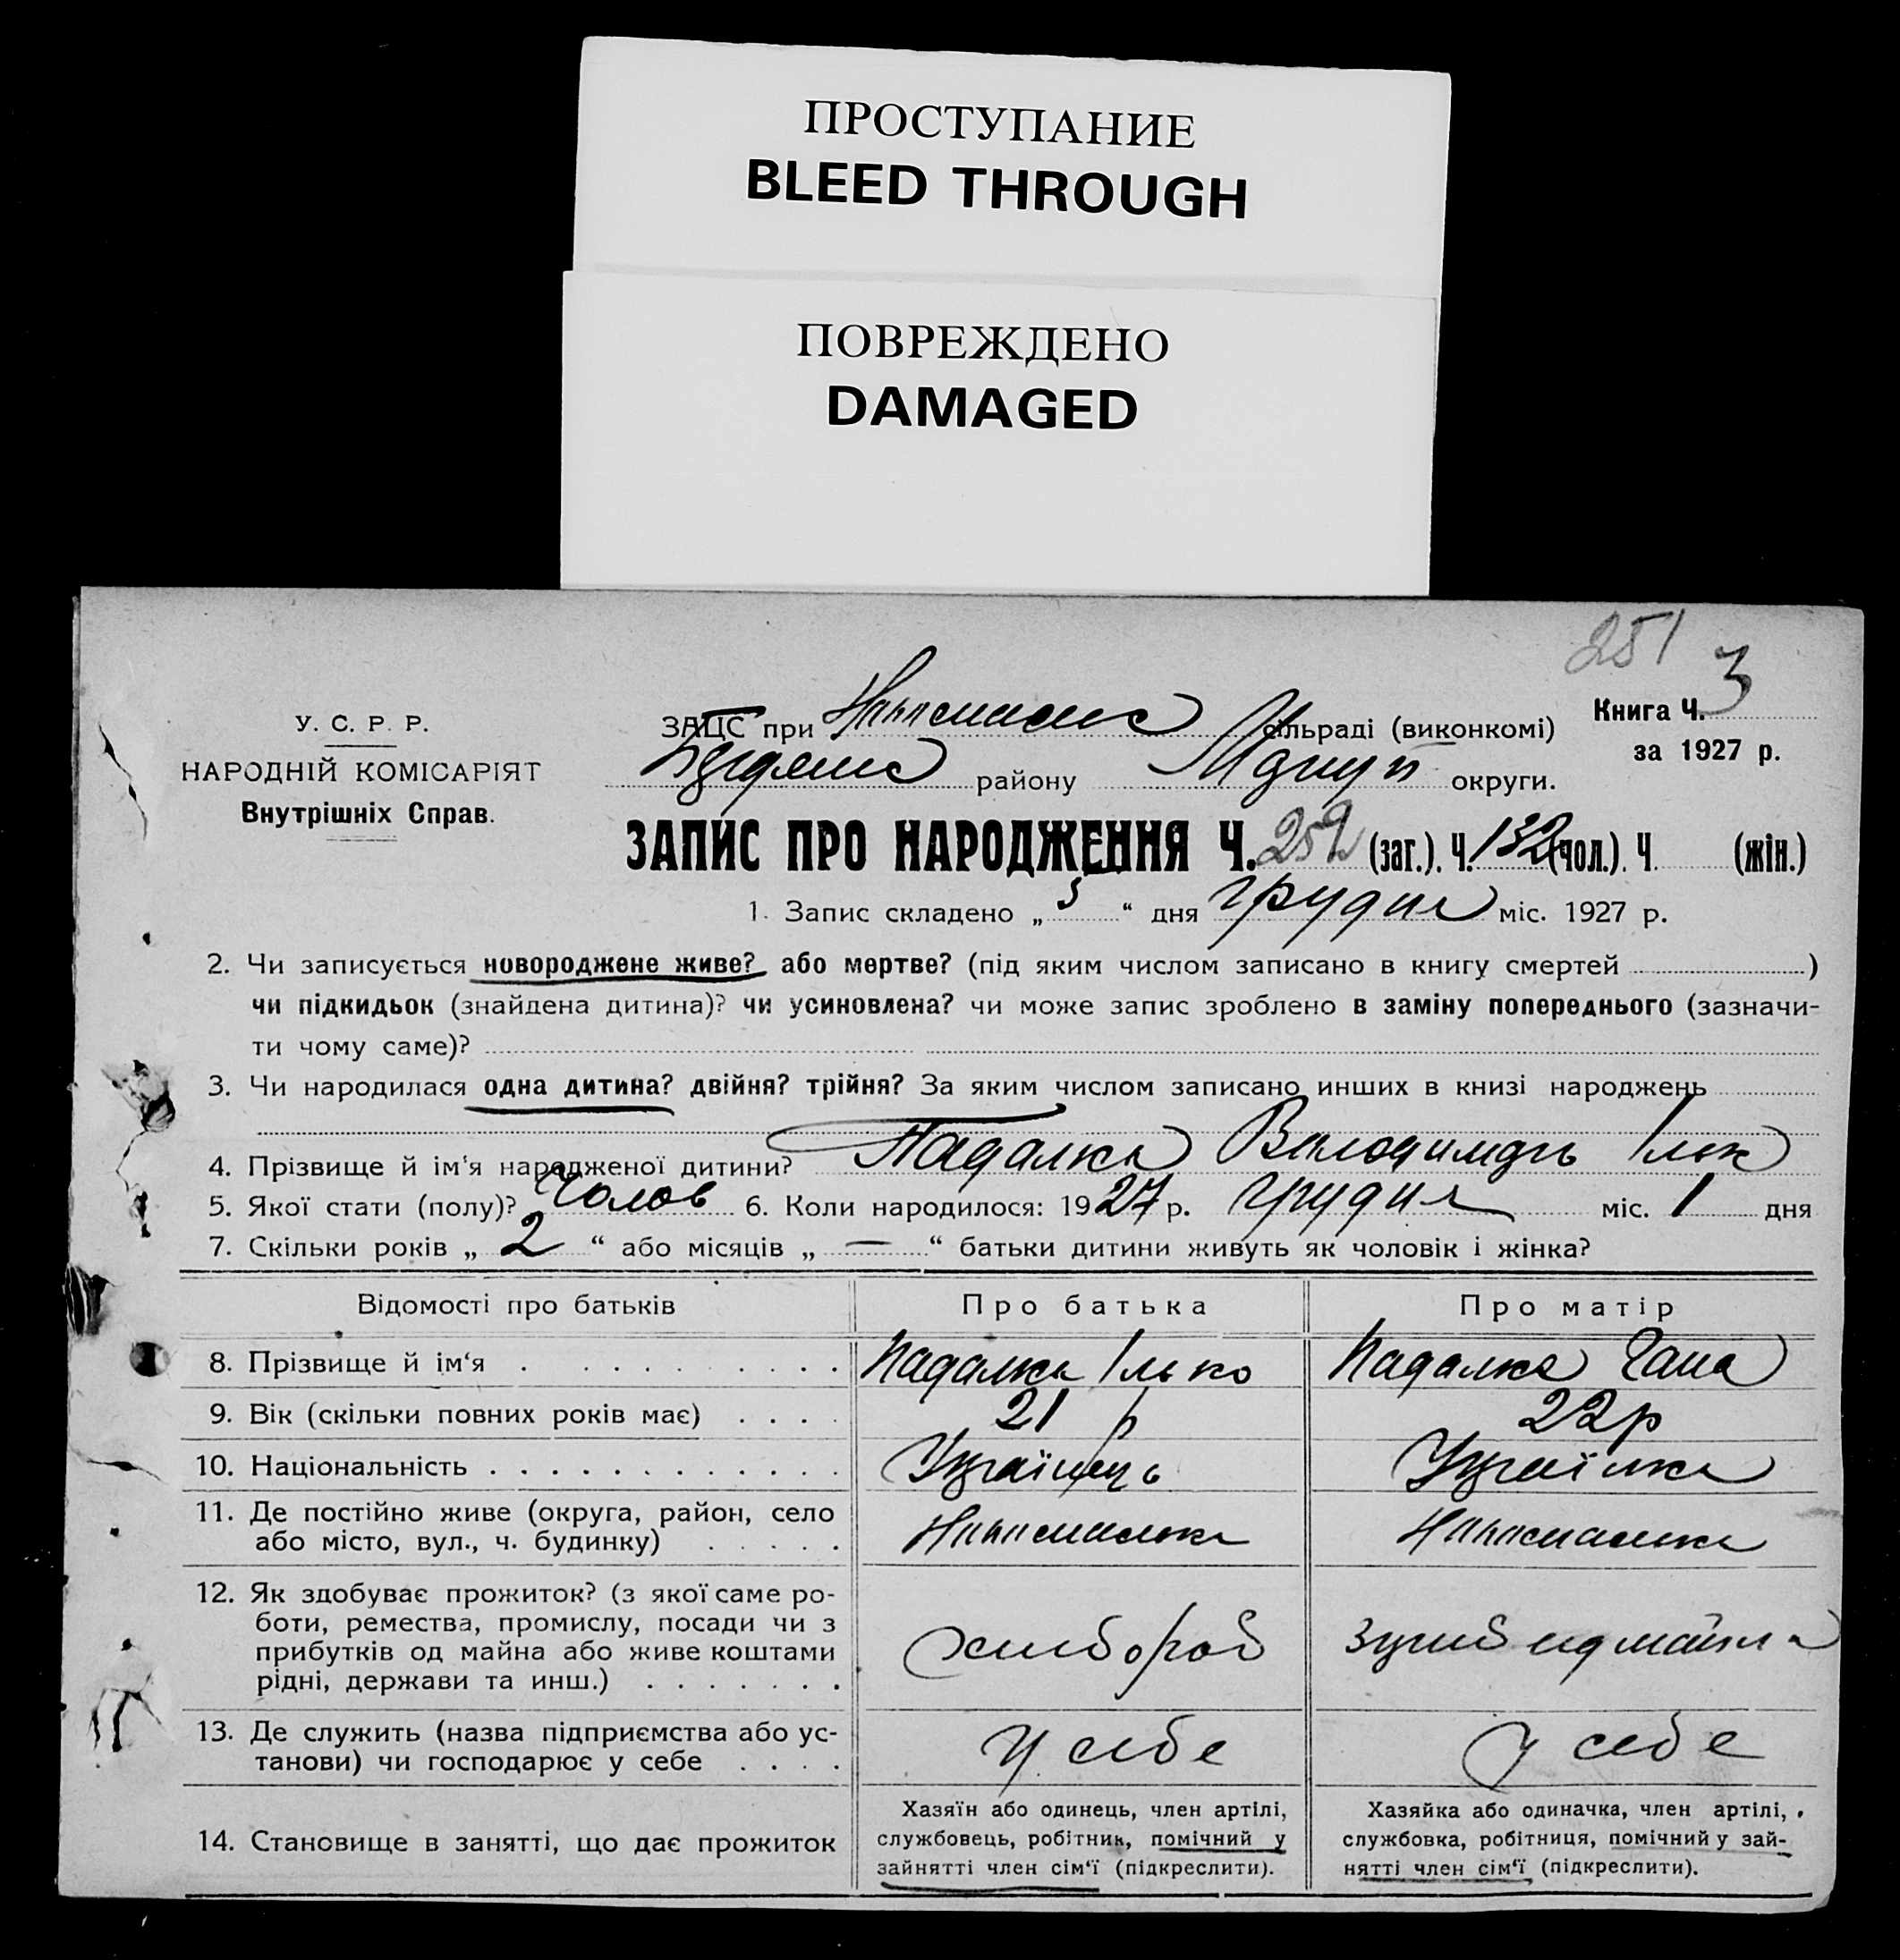 ПРОСТУПАНИЕ
BLEED THROUGH
ПОВРЕЖДЕНО
DAMAGED
251
У. С. Р. Р.
НАРОДНІЙ КОМІСАРІЯТ
Внутрішніх Справ.
ЗАЦС при сільраді (виконкомі)
району округи.
Книга Ч. 3
за 1927 р.
ЗАПИС ПРО НАРОДЖЕННЯ Ч. 259 (заг.). Ч. 132 (чол.). Ч. (жін.)
1. Запис складено „ 5 “ дня грудня міс. 1927 р.
2. Чи записується новороджене живе? або мертве? (під яким числом записано в книгу смертей )
чи підкидьок (знайдена дитина)? чи усиновлена? чи може запис зроблено в заміну попереднього (зазначи-
ти чому саме)?
3. Чи народилася одна дитина? двійня? трійня? За яким числом записано инших в книзі народжень
4. Прізвище й ім'я народженої дитини? Падалка Володимирь Ільк
5. Якої стати (полу)? Чолов 6. Коли народилося: 1927 р. грудня міс. 1 дня
7. Скільки років „ 2 “ або місяців „ — “ батьки дитини живуть як чоловік і жінка?
Відомості про батьків Про батька Про матір
8. Прізвище й ім'я Падалка Ілько Падалка Гана
9. Вік (скільки повних років має) 21 р 22 р
10. Національність Українець Українка
11. Де постійно живе (округа, район, село
або місто, вул., ч. будинку)
12. Як здобуває прожиток? (з якої саме ро-
боти, ремества, промислу, посади чи з
прибутків од майна або живе коштами
рідні, держави та инш.) хлібороб
13. Де служить (назва підприємства або ус-
танови) чи господарює у себе у себе у себе
14. Становище в занятті, що дає прожиток
Хазяїн або одинець, член артілі,
службовець, робітник, помічний у
зайнятті член сім'ї (підкреслити).
Хазяйка або одиначка, член артілі,
службовка, робітниця, помічний у зай-
нятті член сім'ї (підкреслити).